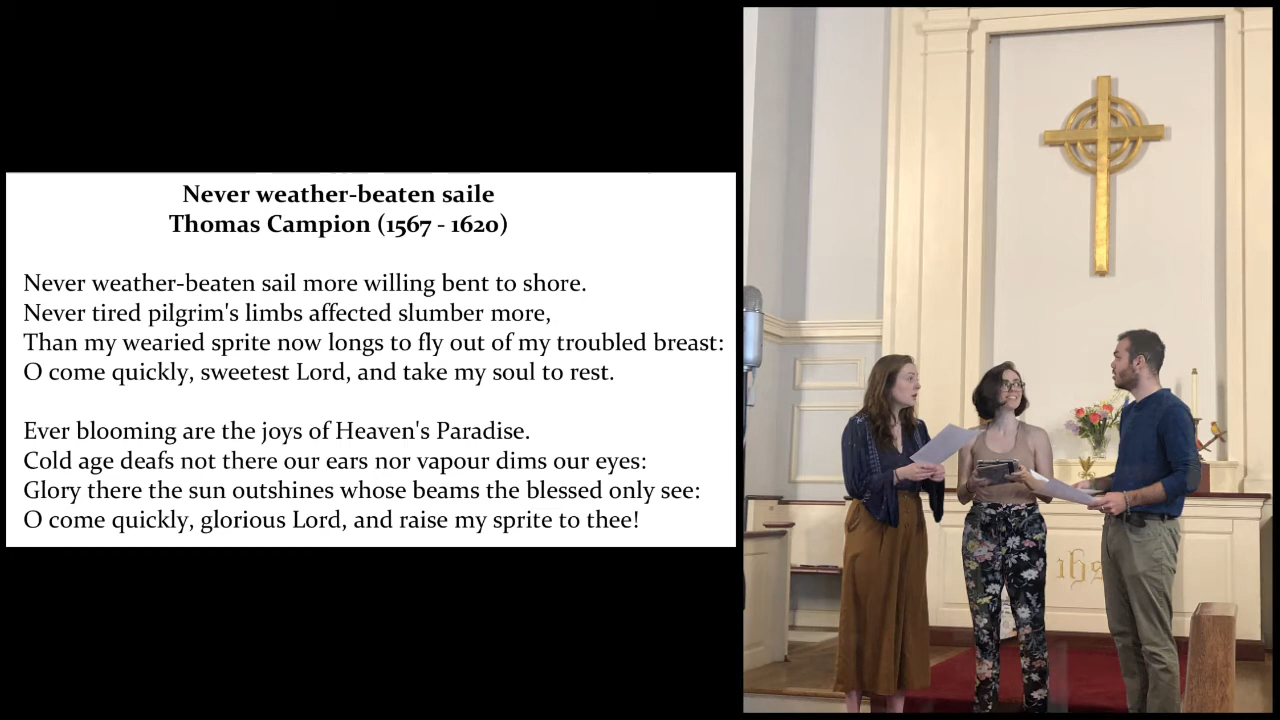 Never weather-beaten saile
Thomas Campion (1567 - 1620)
Never weather-beaten sail more willing bent to shore.
Never tired pilgrim's limbs affected slumber more,
Than my wearied sprite now longs to fly out of my troubled breast:
O come quickly, sweetest Lord, and take my soul to rest.
Ever blooming are the joys of Heaven's Paradise.
Cold age deafs not there our ears nor vapour dims our eyes:
Glory there the sun outshines whose beams the blessed only see:
O come quickly, glorious Lord, and raise my sprite to thee!
ihs